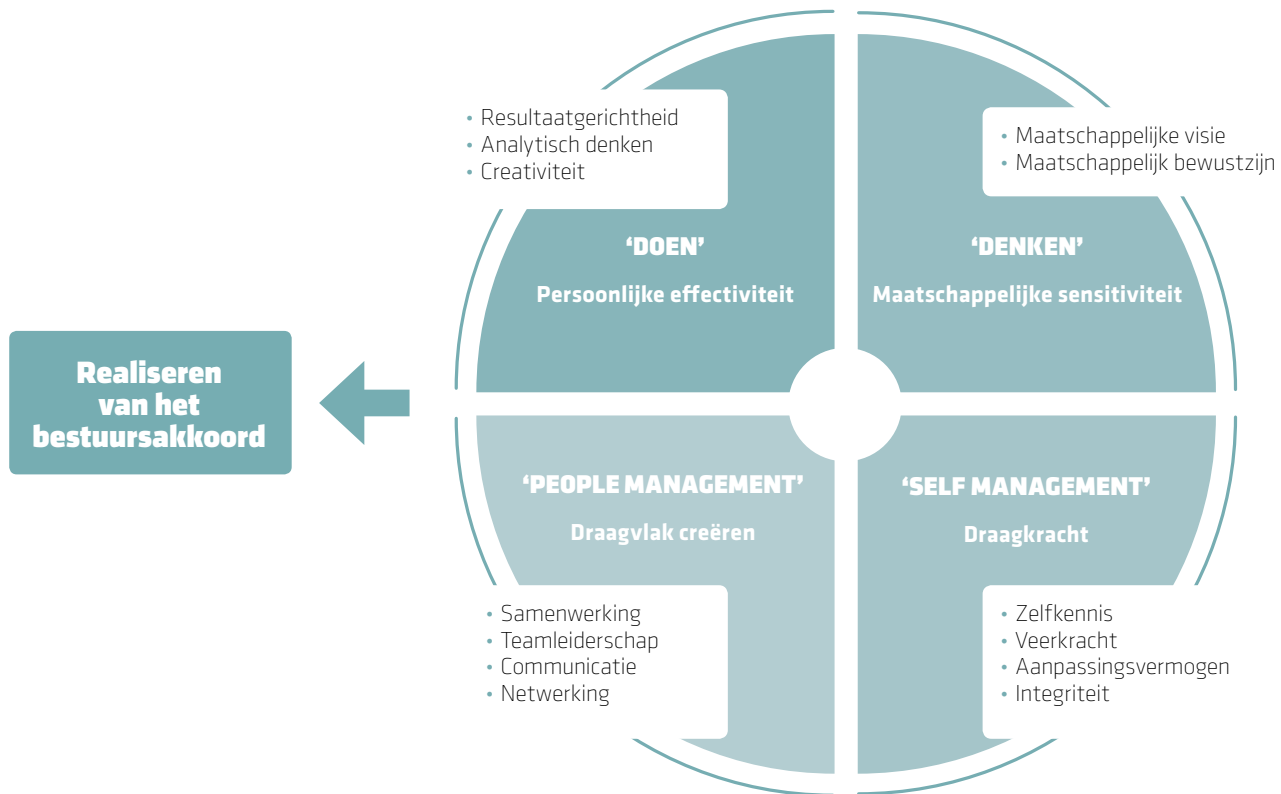 • Resultaatgerichtheid
• Analytisch denken
• Creativiteit
‘DOEN’
Persoonlijke effectiviteit
• Maatschappelijke visie
• Maatschappelijk bewustzijn
‘DENKEN’
Maatschappelijke sensitiviteit
Realiseren
van het
bestuursakkoord
‘PEOPLE MANAGEMENT’
Draagvlak creëren
• Samenwerking
• Teamleiderschap
• Communicatie
• Netwerking
‘SELF MANAGEMENT’
Draagkracht
• Zelfkennis
• Veerkracht
• Aanpassingsvermogen
• Integriteit